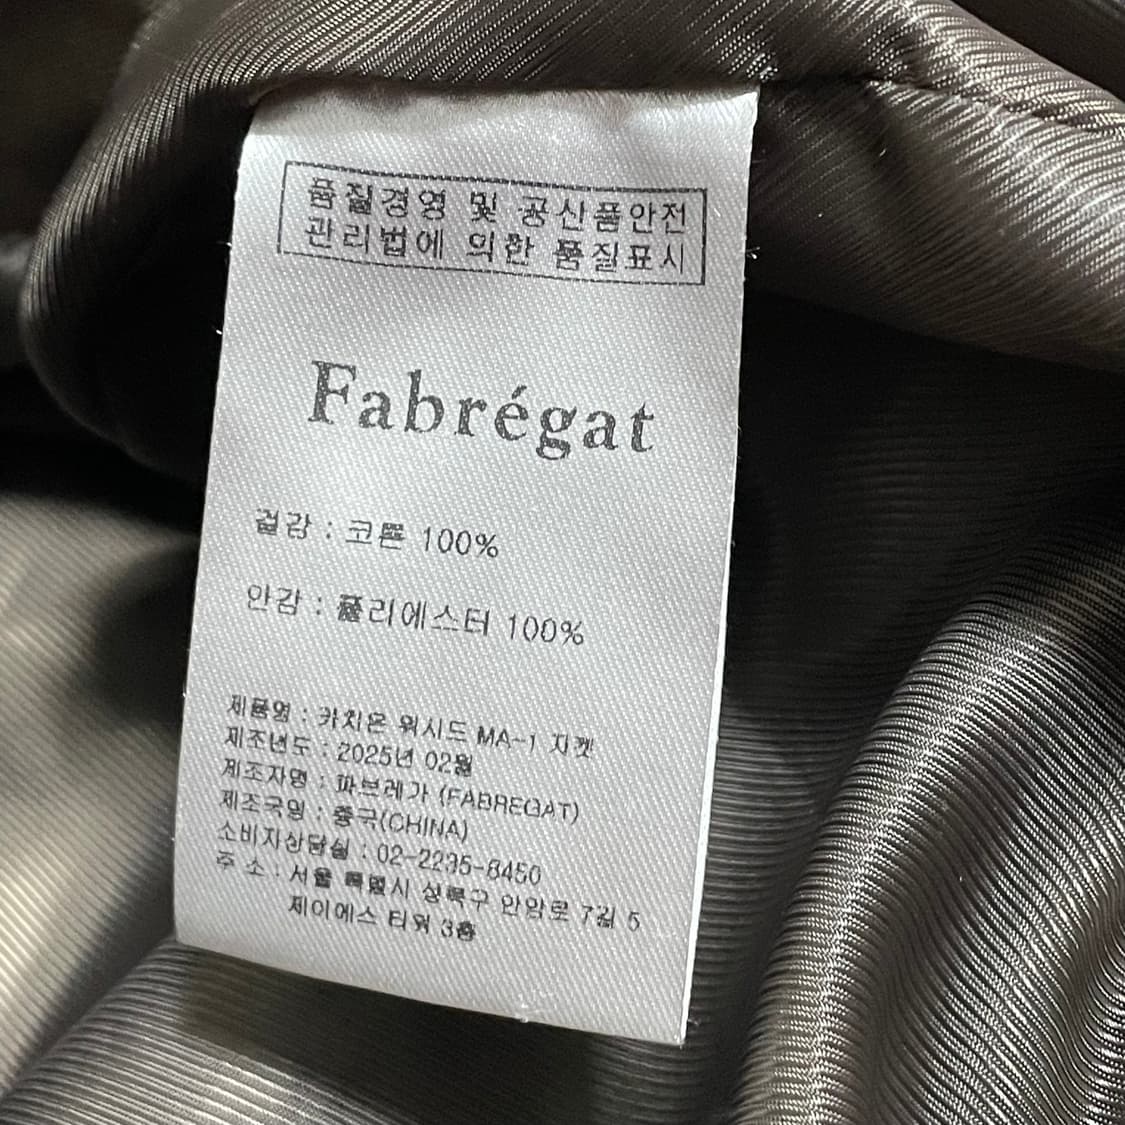 품질경영 및 공산품안전
관리법에 의한 품질표시
Fabrégat
겉감 : 코튼 100%
안감 : 폴리에스터 100%
제품명 : 카치온 워시드 MA-1 자켓
제조년도 : 2025년 02월
제조자명 : 파브레가 (FABREGAT)
제조국명 : 중국(CHINA)
소비자상담실 : 02-2235-8450
주 소 : 서울 특별시 성북구 안암로 7길 5
제이에스 타워 3층